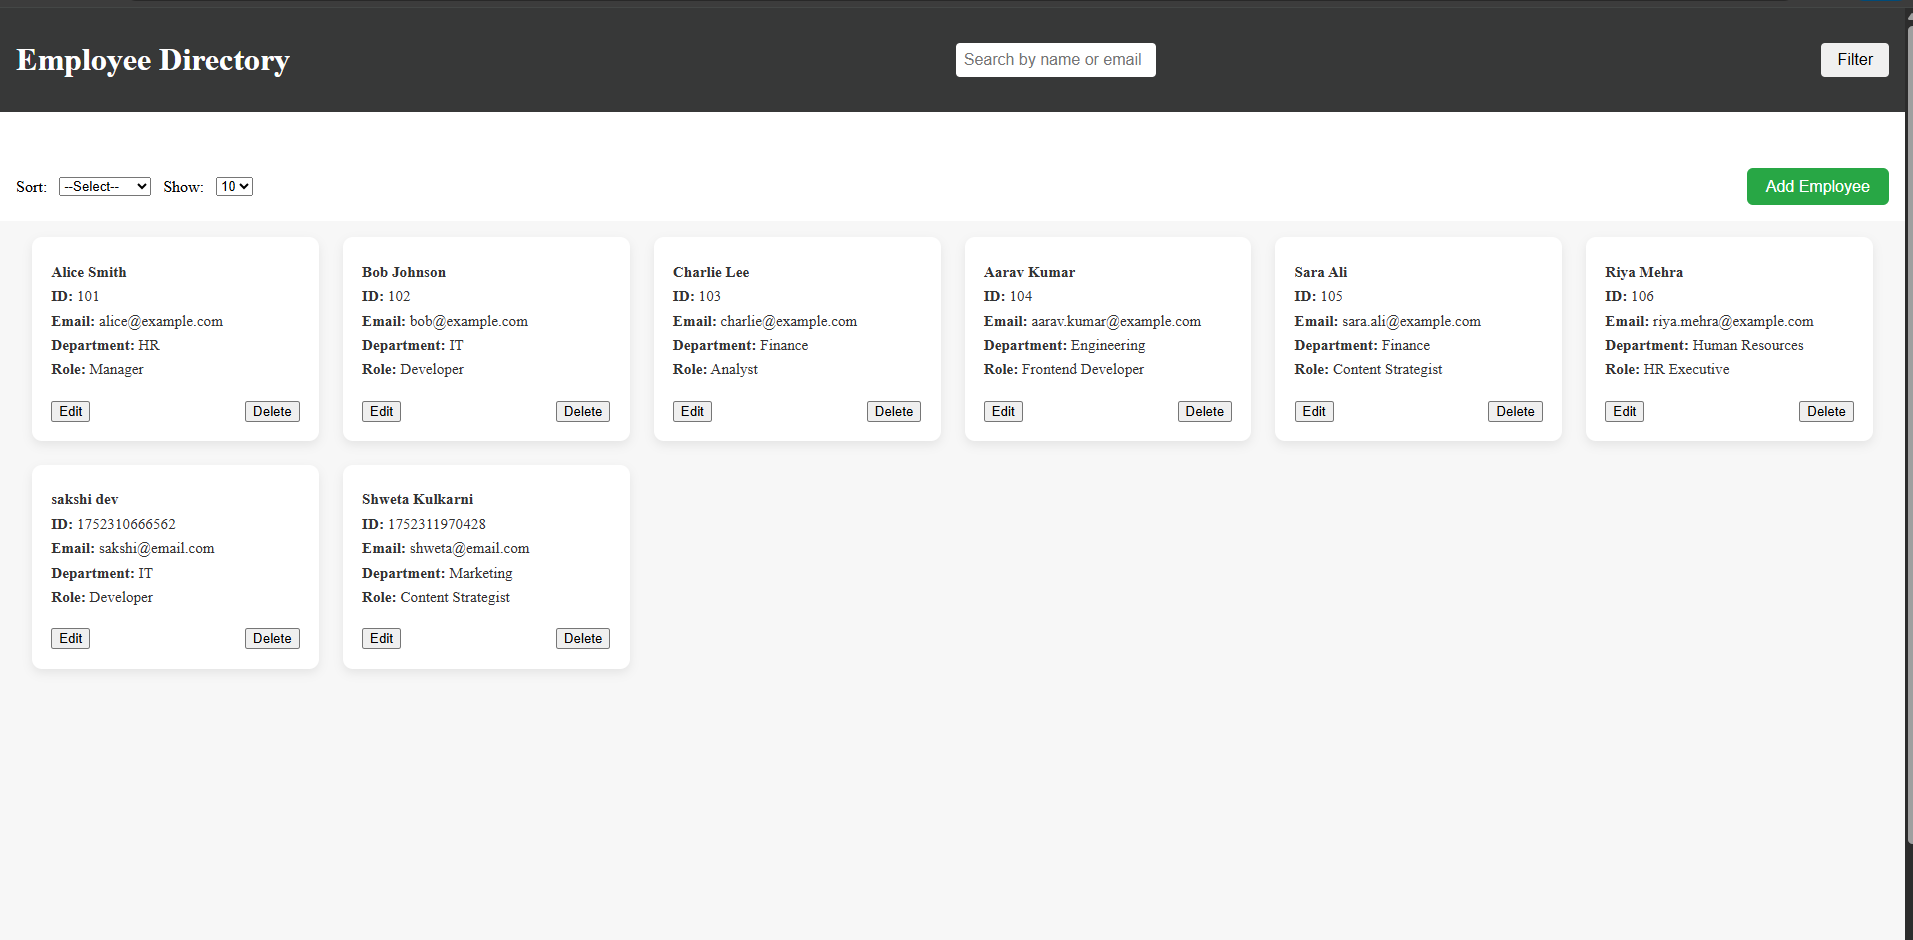 Employee Directory
Search by name or email
Filter
Sort: --Select-- Show: 10
Add Employee
Alice Smith
ID: 101
Email: alice@example.com
Department: HR
Role: Manager
Edit Delete
Bob Johnson
ID: 102
Email: bob@example.com
Department: IT
Role: Developer
Edit Delete
Charlie Lee
ID: 103
Email: charlie@example.com
Department: Finance
Role: Analyst
Edit Delete
Aarav Kumar
ID: 104
Email: aarav.kumar@example.com
Department: Engineering
Role: Frontend Developer
Edit Delete
Sara Ali
ID: 105
Email: sara.ali@example.com
Department: Finance
Role: Content Strategist
Edit Delete
Riya Mehra
ID: 106
Email: riya.mehra@example.com
Department: Human Resources
Role: HR Executive
Edit Delete
sakshi dev
ID: 1752310666562
Email: sakshi@email.com
Department: IT
Role: Developer
Edit Delete
Shweta Kulkarni
ID: 1752311970428
Email: shweta@email.com
Department: Marketing
Role: Content Strategist
Edit Delete